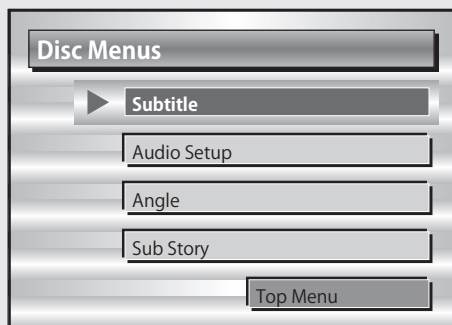 Disc Menus
Subtitle
Audio Setup
Angle
Sub Story
Top Menu